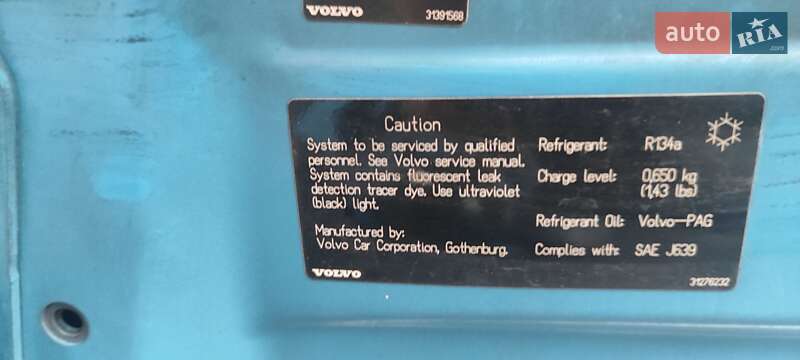 VOLVO 31391568
auto RIA .com
Caution
System to be serviced by qualified
personnel. See Volvo service manual.
System contains fluorescent leak
detection tracer dye. Use ultraviolet
(black) light.
Manufactured by:
Volvo Car Corporation, Gothenburg.
VOLVO
Refrigerant: R134a
Charge level: 0,650 kg
(1,43 lbs)
Refrigerant Oil: Volvo-PAG
Complies with: SAE J639
31276232